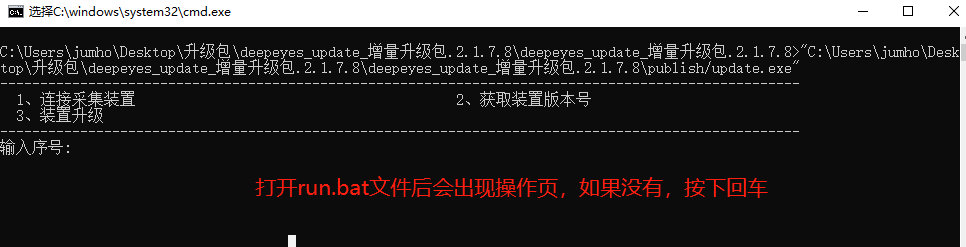 选择C:\windows\system32\cmd.exe
C:\Users\jumho\Desktop\升级包\deepeyes_update_增量升级包.2.1.7.8\deepeyes_update_增量升级包.2.1.7.8>"C:\Users\jumho\Desk
top\升级包\deepeyes_update_增量升级包.2.1.7.8\deepeyes_update_增量升级包.2.1.7.8\publish/update.exe"
----------------------------------------------------------------------------------------------------
1、连接采集装置 2、获取装置版本号
3、装置升级
----------------------------------------------------------------------------------------------------
输入序号:
打开run.bat文件后会出现操作页，如果没有，按下回车